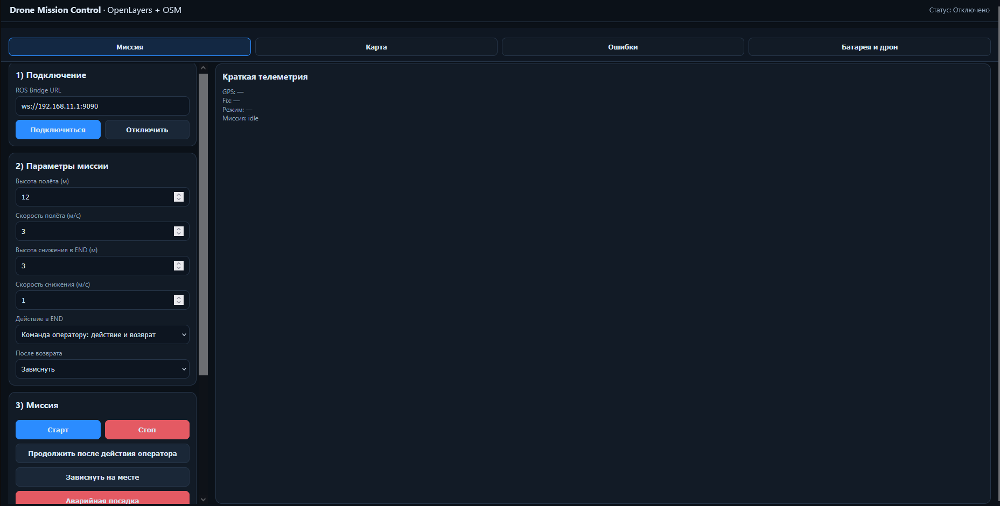 Drone Mission Control · OpenLayers + OSM
Статус: Отключено
Миссия
Карта
Ошибки
Батарея и дрон
1) Подключение
ROS Bridge URL
ws://192.168.11.1:9090
Подключиться
Отключить
2) Параметры миссии
Высота полёта (м)
12
Скорость полёта (м/с)
3
Высота снижения в END (м)
3
Скорость снижения (м/с)
1
Действие в END
Команда оператору: действие и возврат
После возврата
Зависнуть
3) Миссия
Старт
Стоп
Продолжить после действия оператора
Зависнуть на месте
Аварийная посадка
Краткая телеметрия
GPS: —
Fix: —
Режим: —
Миссия: idle